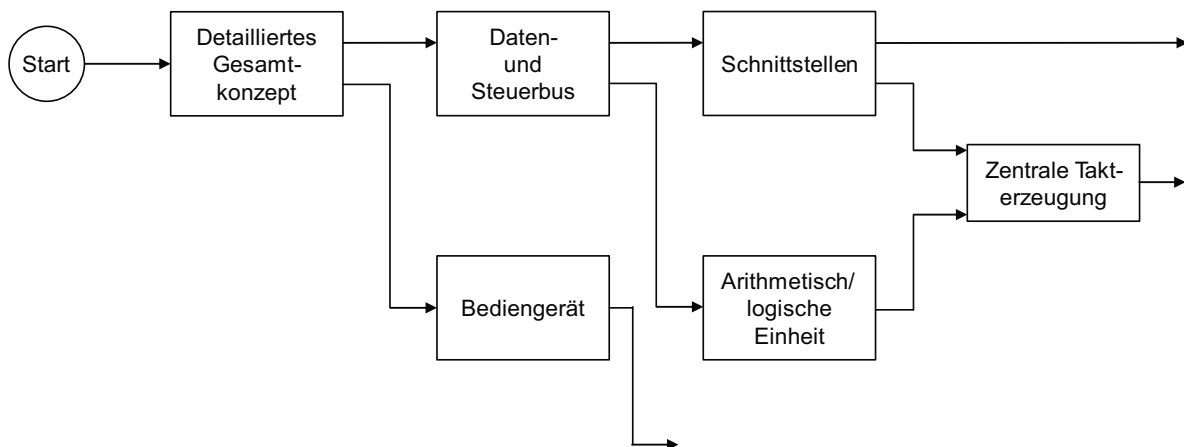 Start
Detailliertes
Gesamt-
konzept
Daten-
und
Steuerbus
Schnittstellen
Zentrale Takt-
erzeugung
Bediengerät
Arithmetisch/
logische
Einheit